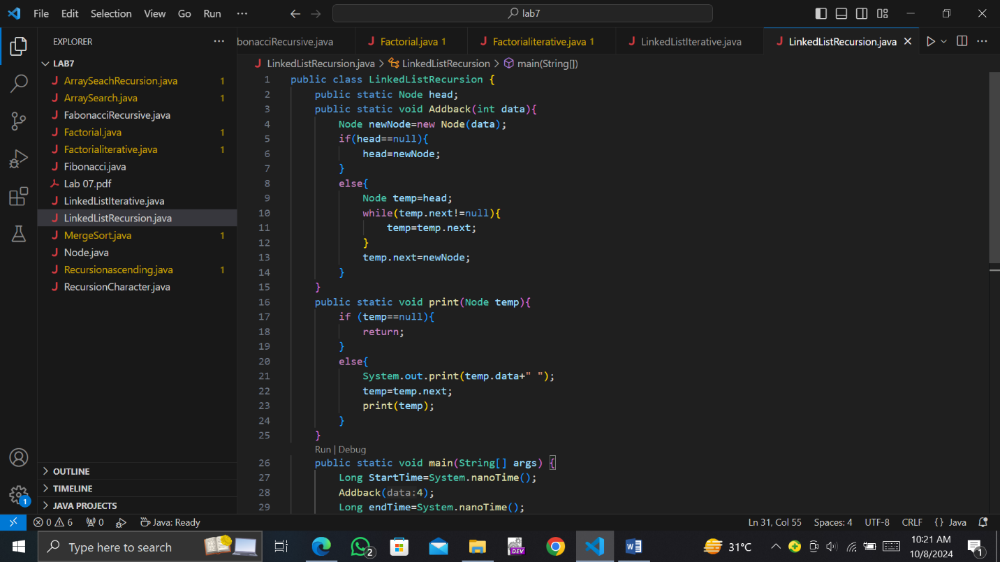 File Edit Selection View Go Run ··· lab7
EXPLORER ···
LAB7
J ArraySeachRecursion.java 1
J ArraySearch.java 1
J FabonacciRecursive.java
J Factorial.java 1
J Factorialiterative.java 1
J Fibonacci.java
Lab 07.pdf
J LinkedListIterative.java
J LinkedListRecursion.java
J MergeSort.java 1
J Node.java
J Recursionascending.java 1
J RecursionCharacter.java
OUTLINE
TIMELINE
JAVA PROJECTS
bonacciRecursive.java J Factorial.java 1 J Factorialiterative.java 1 J LinkedListIterative.java J LinkedListRecursion.java
J LinkedListRecursion.java > LinkedListRecursion > main(String[])
1 public class LinkedListRecursion {
2 public static Node head;
3 public static void Addback(int data){
4 Node newNode=new Node(data);
5 if(head==null){
6 head=newNode;
7 }
8 else{
9 Node temp=head;
10 while(temp.next!=null){
11 temp=temp.next;
12 }
13 temp.next=newNode;
14 }
15 }
16 public static void print(Node temp){
17 if (temp==null){
18 return;
19 }
20 else{
21 System.out.print(temp.data+" ");
22 temp=temp.next;
23 print(temp);
24 }
25 }
Run | Debug
26 public static void main(String[] args) {
27 Long StartTime=System.nanoTime();
28 Addback(data:4);
29 Long endTime=System.nanoTime();
1
0 6 0 Java: Ready Ln 31, Col 55 Spaces: 4 UTF-8 CRLF {} Java
Type here to search 2 DEV W 31°C 10:21 AM
10/8/2024 1